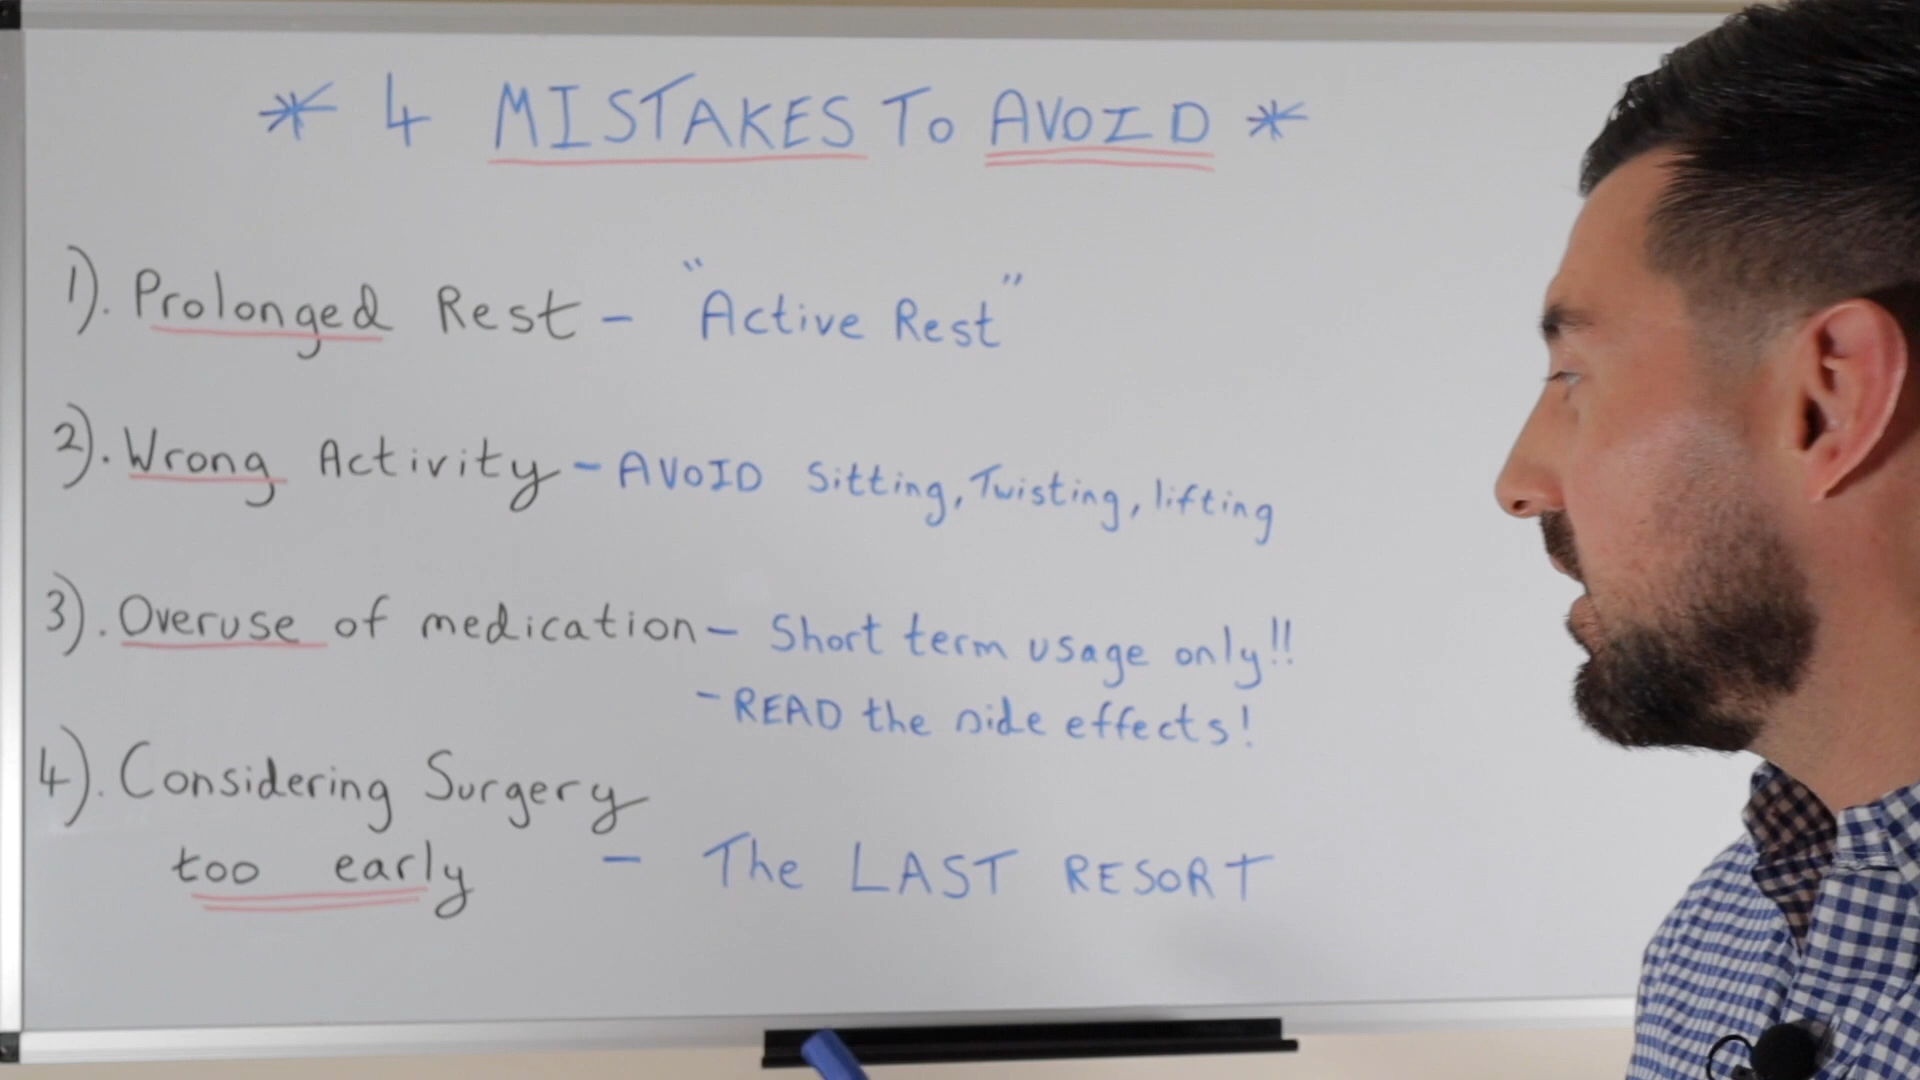 * 4 MISTAKES To AVOID *
1). Prolonged Rest - "Active Rest"
2). Wrong Activity - AVOID Sitting, Twisting, lifting
3). Overuse of medication - Short term usage only!!
- READ the side effects!
4). Considering Surgery
too early - The LAST RESORT